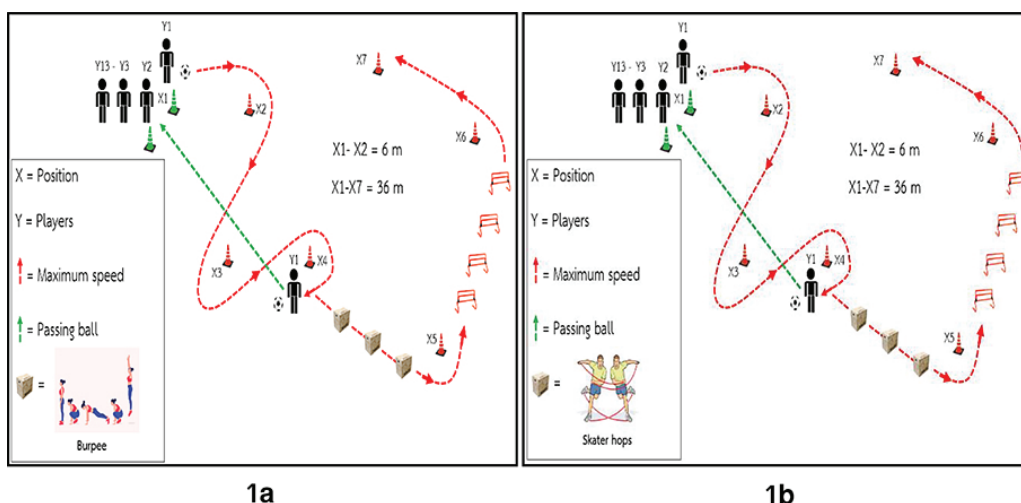 Y1
Y13 - Y3 Y2
X1
X2
X7
X6
X1- X2 = 6 m
X1-X7 = 36 m
X3
X4
Y1
X5
X = Position
Y = Players
= Maximum speed
= Passing ball
=
Burpee
1a
Y1
Y13 - Y3 Y2
X1
X2
X7
X6
X1- X2 = 6 m
X1-X7 = 36 m
X3
X4
Y1
X5
X = Position
Y = Players
= Maximum speed
= Passing ball
=
Skater hops
1b